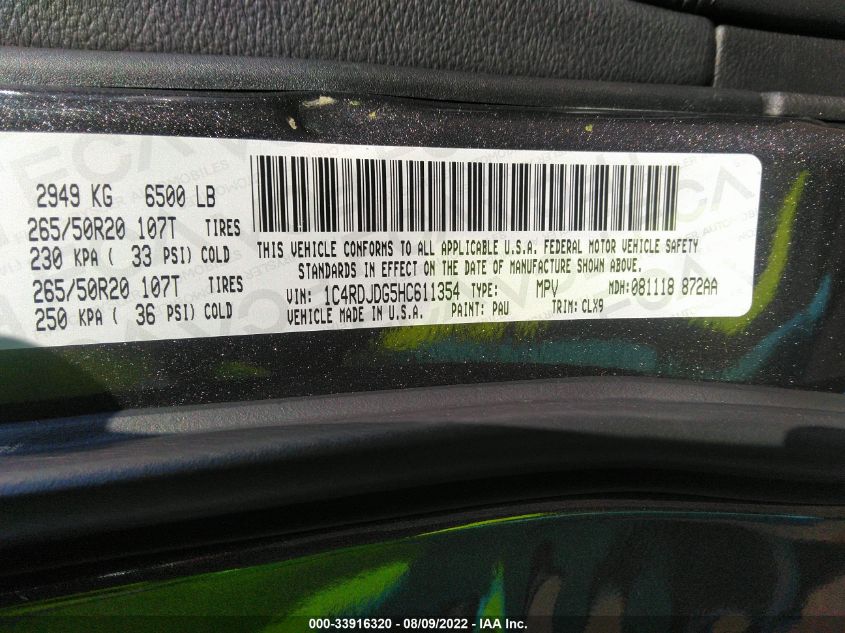 2949 KG 6500 LB
265/50R20 107T TIRES
230 KPA ( 33 PSI) COLD
265/50R20 107T TIRES
250 KPA ( 36 PSI) COLD
THIS VEHICLE CONFORMS TO ALL APPLICABLE U.S.A. FEDERAL MOTOR VEHICLE SAFETY
STANDARDS IN EFFECT ON THE DATE OF MANUFACTURE SHOWN ABOVE.
VIN: 1C4RDJDG5HC611354 TYPE: MPV MDH: 081118 872AA
VEHICLE MADE IN U.S.A. PAINT: PAU TRIM: CLX9
000-33916320 - 08/09/2022 - IAA Inc.